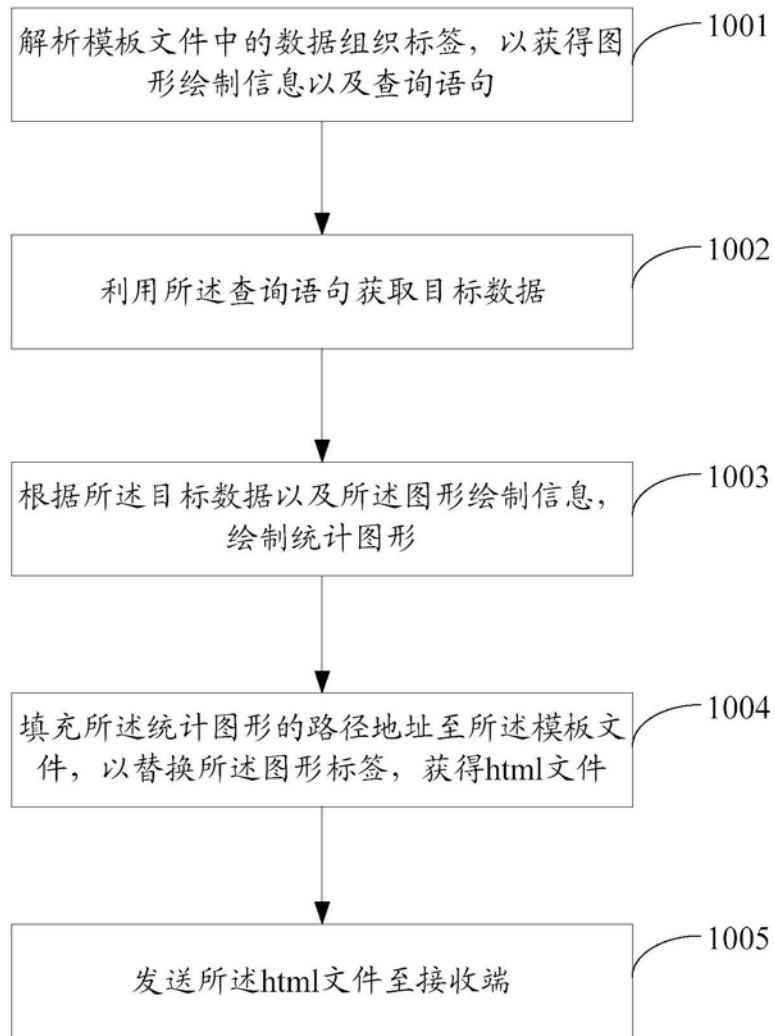 解析模板文件中的数据组织标签，以获得图
形绘制信息以及查询语句
1001
利用所述查询语句获取目标数据
1002
根据所述目标数据以及所述图形绘制信息，
绘制统计图形
1003
填充所述统计图形的路径地址至所述模板文
件，以替换所述图形标签，获得html文件
1004
发送所述html文件至接收端
1005